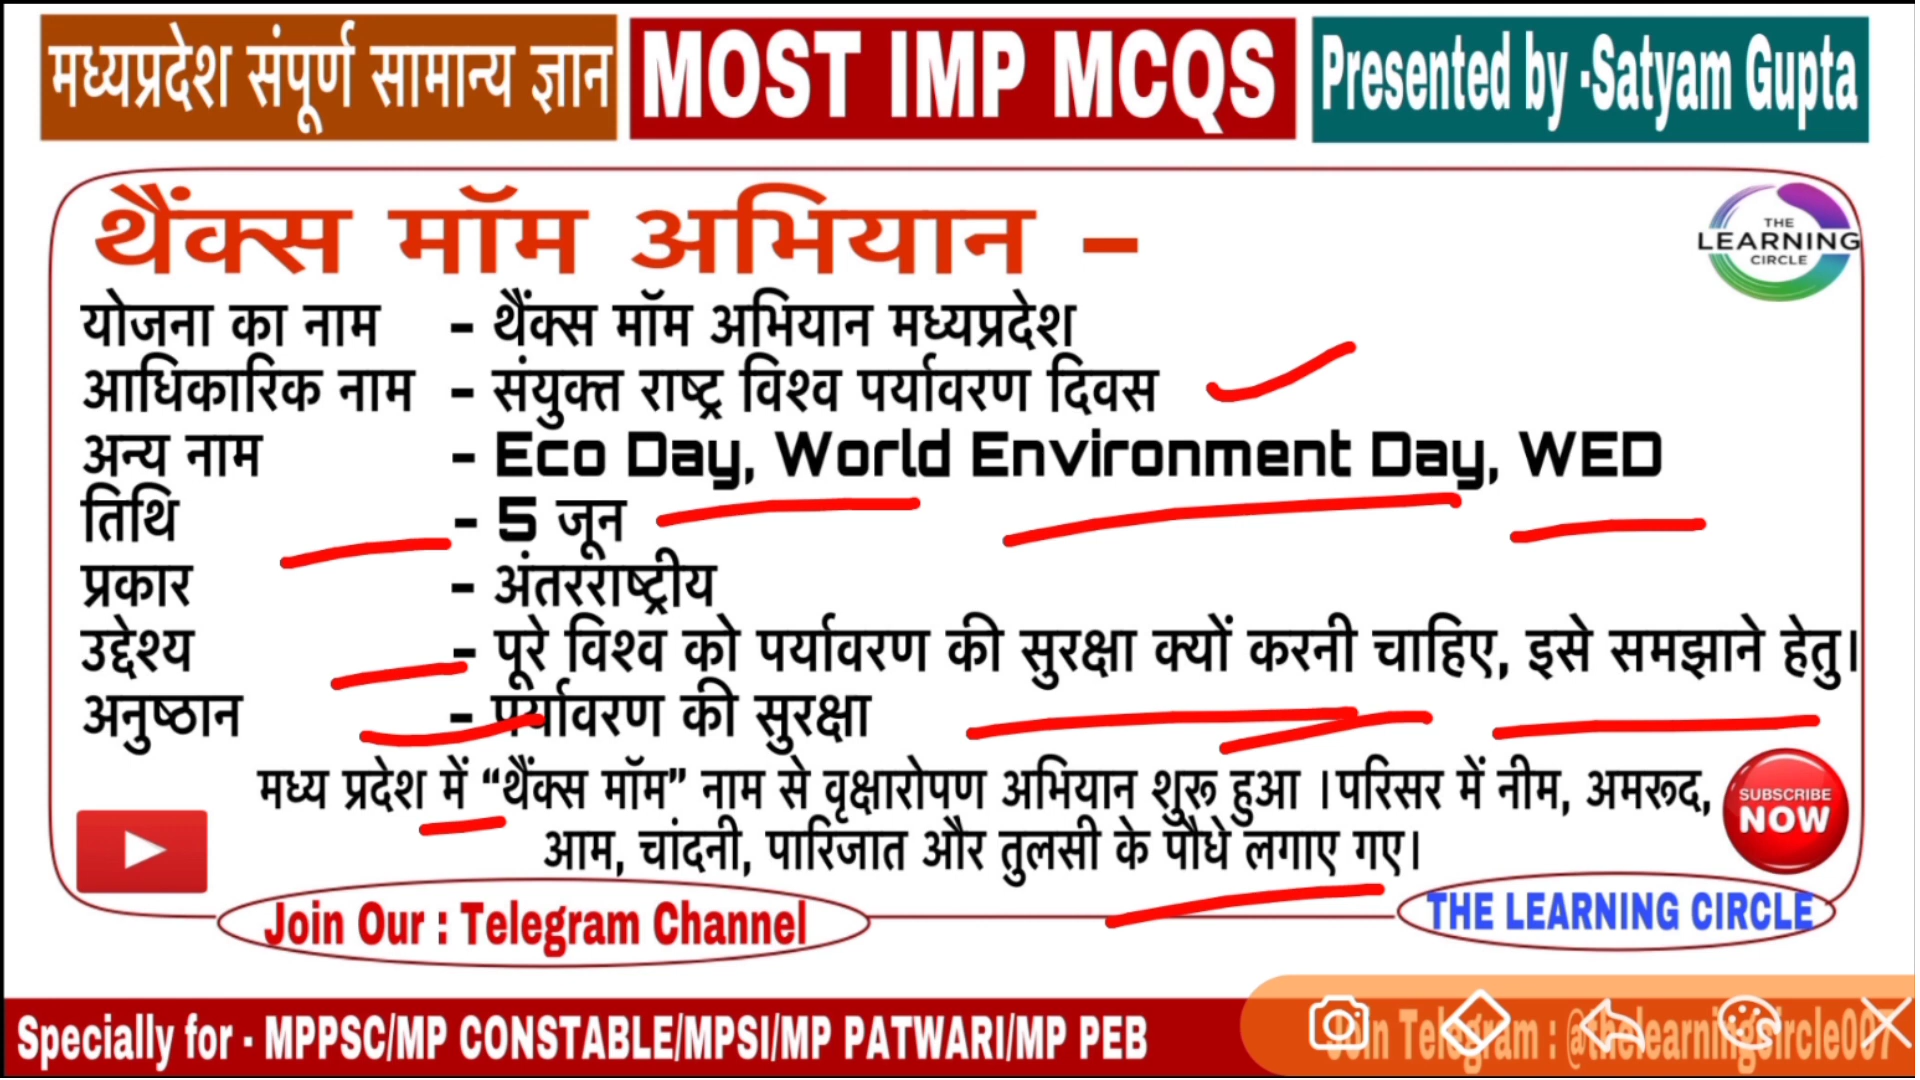 मध्यप्रदेश संपूर्ण सामान्य ज्ञान
MOST IMP MCQS
Presented by -Satyam Gupta
थैंक्स मॉम अभियान –
THE
LEARNING
CIRCLE
योजना का नाम - थैंक्स मॉम अभियान मध्यप्रदेश
आधिकारिक नाम - संयुक्त राष्ट्र विश्व पर्यावरण दिवस
अन्य नाम - Eco Day, World Environment Day, WED
तिथि - 5 जून
प्रकार - अंतरराष्ट्रीय
उद्देश्य - पूरे विश्व को पर्यावरण की सुरक्षा क्यों करनी चाहिए, इसे समझाने हेतु।
अनुष्ठान - पर्यावरण की सुरक्षा
मध्य प्रदेश में “थैंक्स मॉम” नाम से वृक्षारोपण अभियान शुरू हुआ ।परिसर में नीम, अमरूद,
आम, चांदनी, पारिजात और तुलसी के पौधे लगाए गए।
SUBSCRIBE
NOW
Join Our : Telegram Channel
THE LEARNING CIRCLE
Specially for - MPPSC/MP CONSTABLE/MPSI/MP PATWARI/MP PEB
Join Telegram : @thelearningcircle007